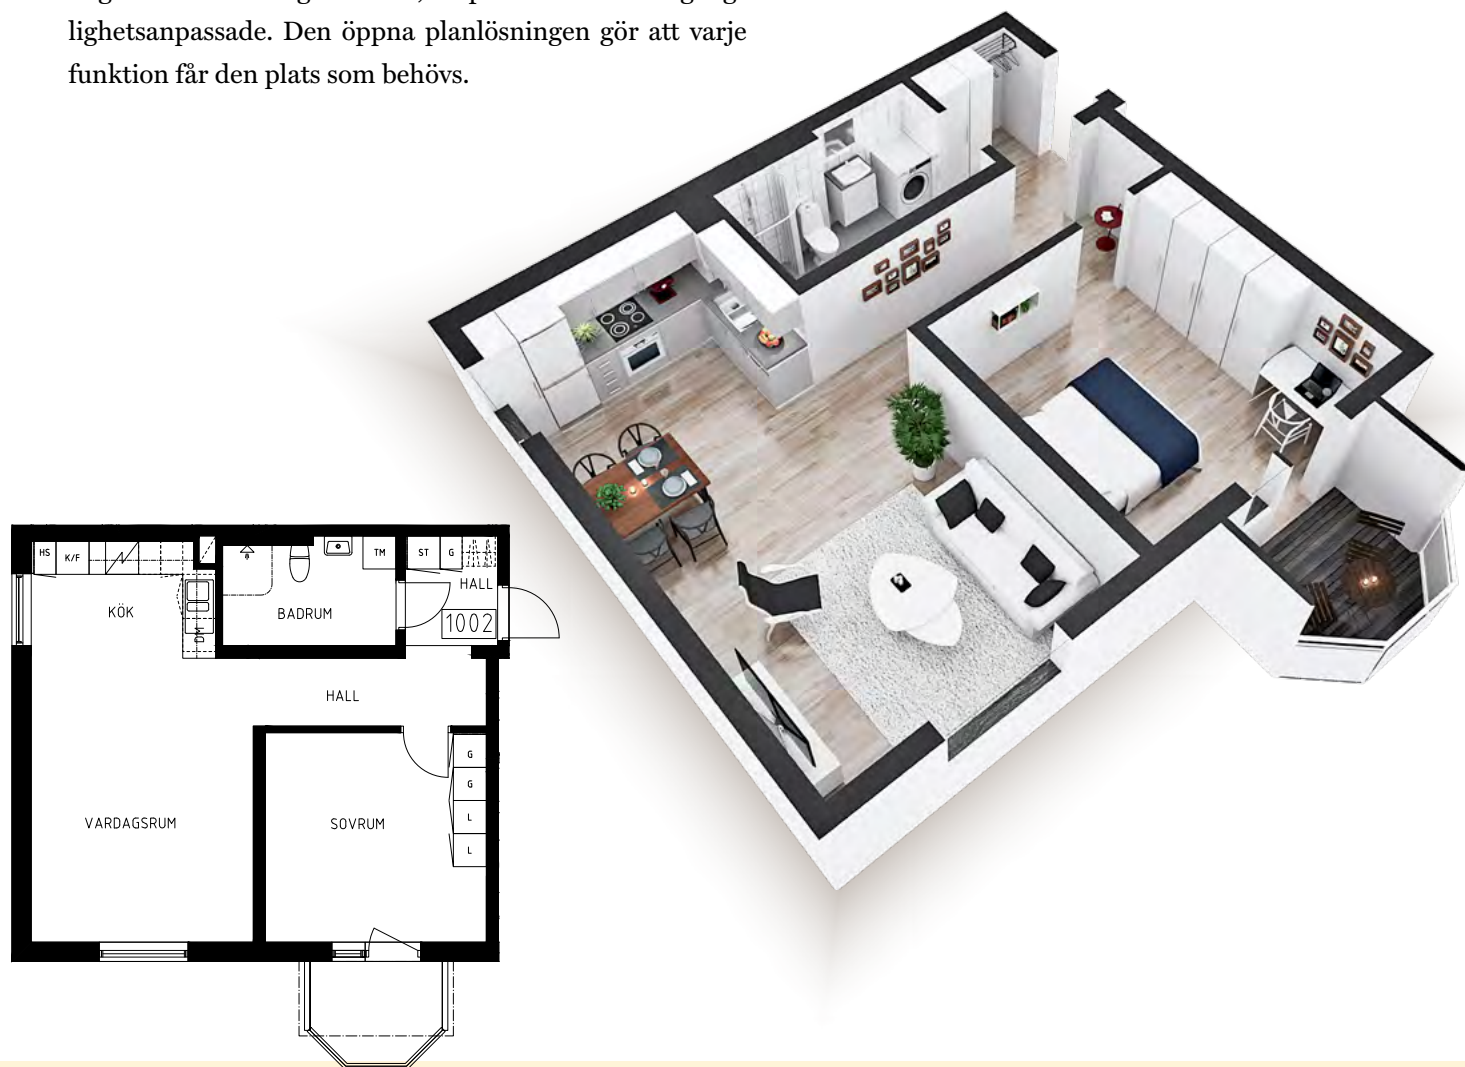 lighetsanpassade. Den öppna planlösningen gör att varje
funktion får den plats som behövs.
HS
K/F
TM
ST
G
KÖK
BADRUM
HALL
1002
DM
HALL
G
G
L
L
VARDAGSRUM
SOVRUM